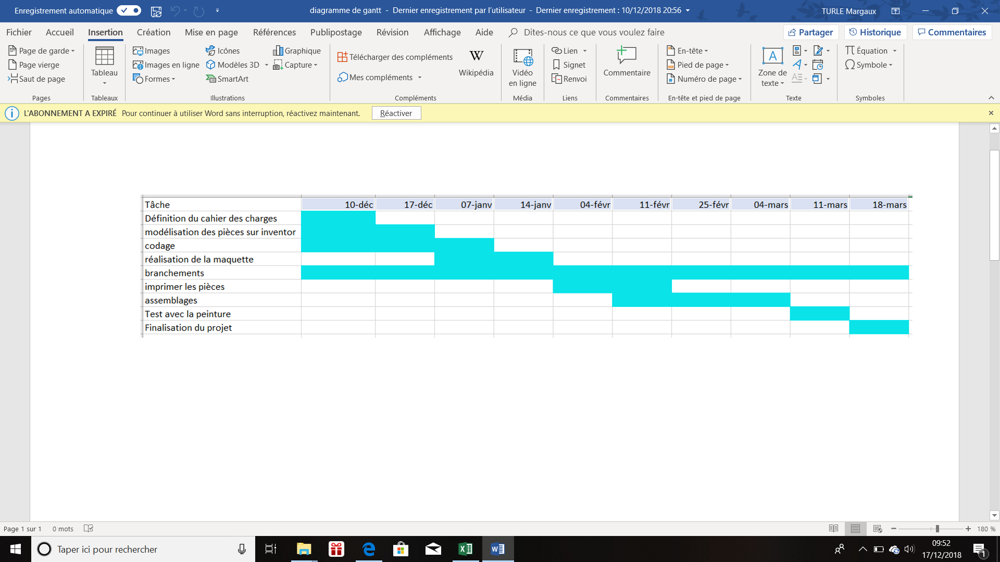 Enregistrement automatique
diagramme de gantt - Dernier enregistrement par l'utilisateur - Dernier enregistrement : 10/12/2018 20:56
TURLE Margaux
Fichier Accueil Insertion Création Mise en page Références Publipostage Révision Affichage Aide Dites-nous ce que vous voulez faire Partager Historique Commentaires
Page de garde
Page vierge
Saut de page
Pages
Tableau
Tableaux
Images
Images en ligne
Formes
Icônes
Modèles 3D
SmartArt
Graphique
Capture
Illustrations
Télécharger des compléments
Mes compléments
W
Wikipédia
Compléments
Vidéo
en ligne
Média
Lien
Signet
Renvoi
Liens
Commentaire
Commentaires
En-tête
Pied de page
Numéro de page
En-tête et pied de page
A
Zone de
texte
Texte
Équation
Symbole
Symboles
L'ABONNEMENT A EXPIRÉ Pour continuer à utiliser Word sans interruption, réactivez maintenant. Réactiver
Tâche 10-déc 17-déc 07-janv 14-janv 04-févr 11-févr 25-févr 04-mars 11-mars 18-mars
Définition du cahier des charges
modélisation des pièces sur inventor
codage
réalisation de la maquette
branchements
imprimer les pièces
assemblages
Test avec la peinture
Finalisation du projet
Page 1 sur 1 0 mots
180 %
Taper ici pour rechercher
09:52
17/12/2018
1